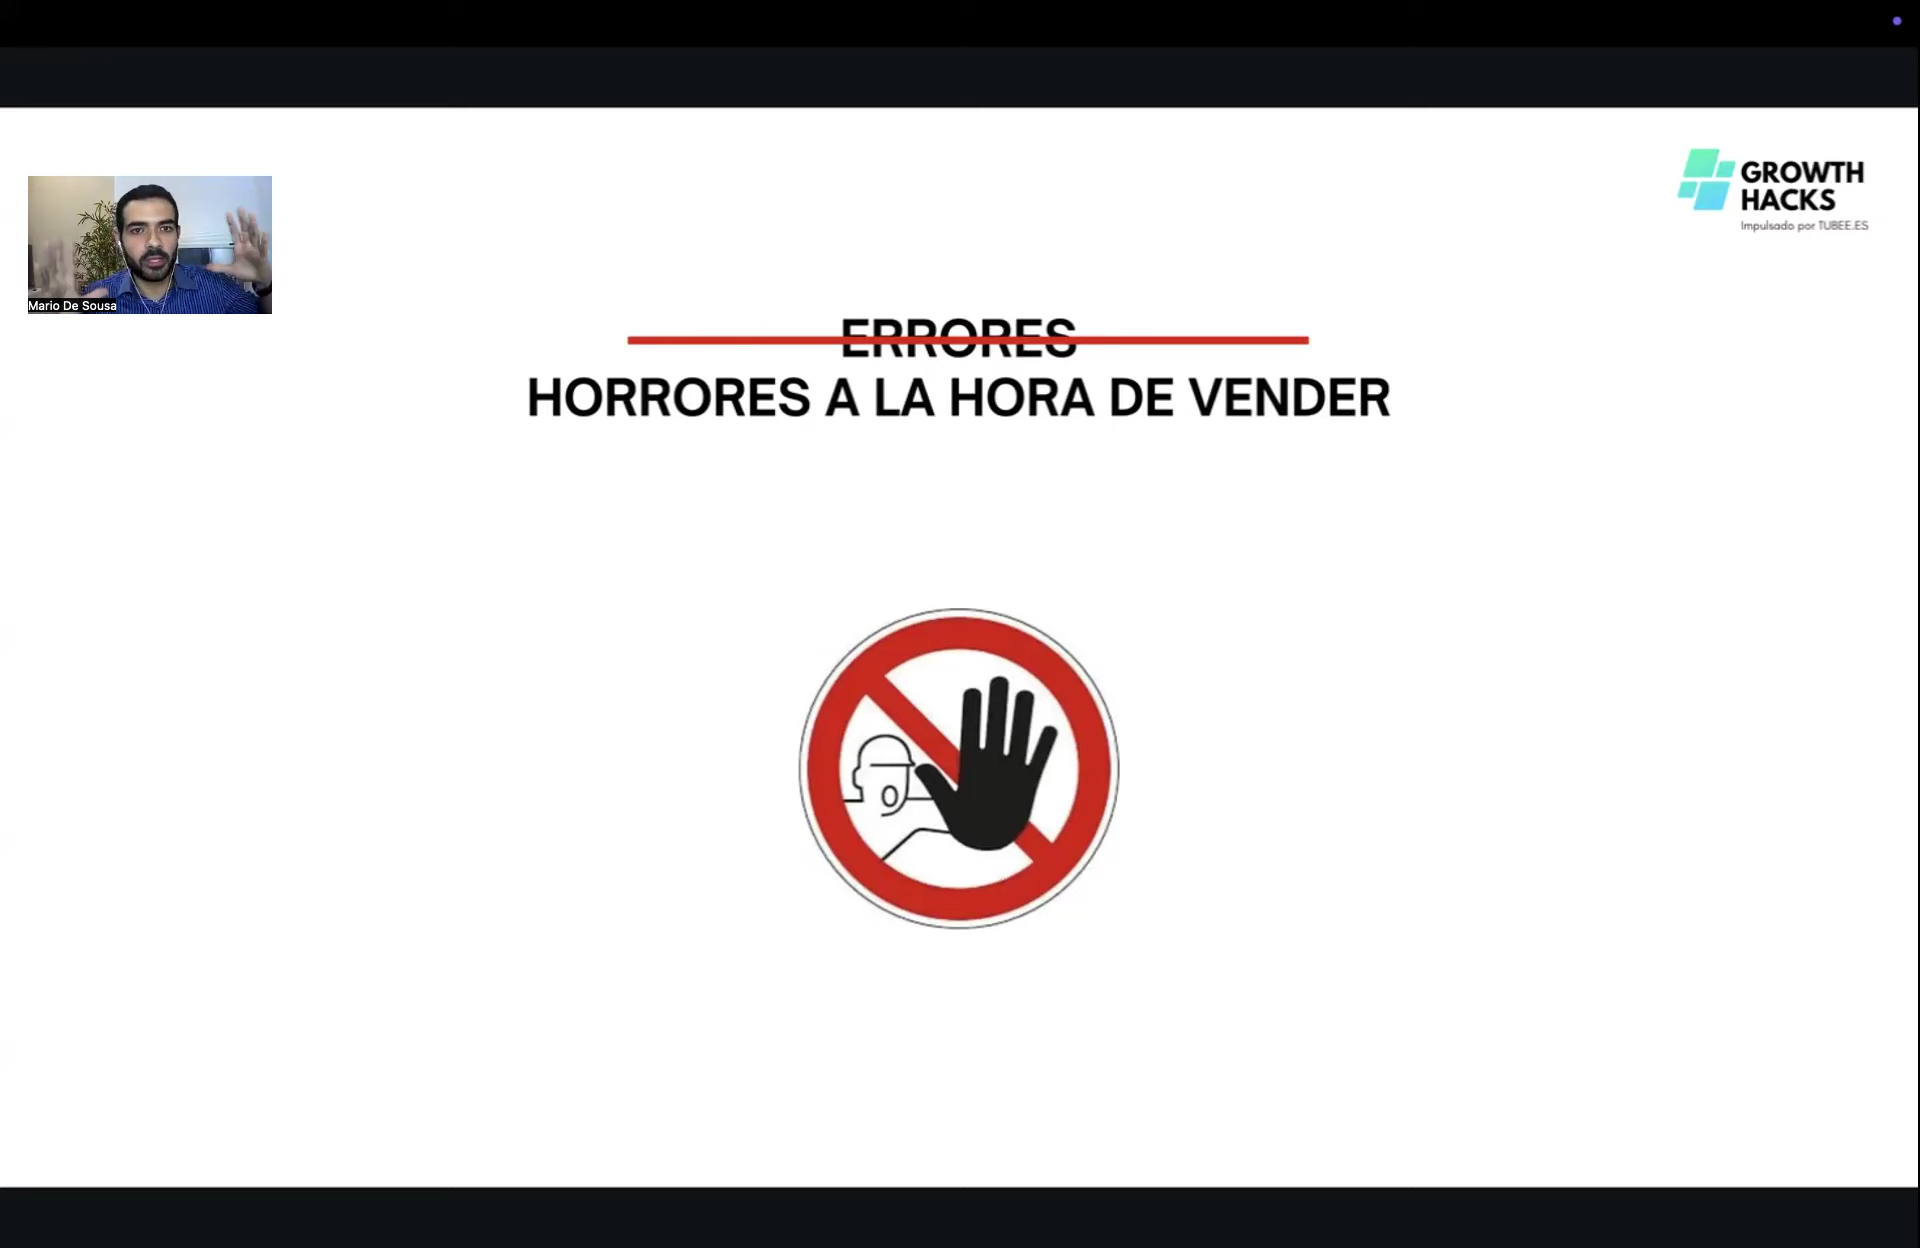 GROWTH
HACKS
Impulsado por TUBEE.ES
Mario De Sousa
ERRORES
HORRORES A LA HORA DE VENDER